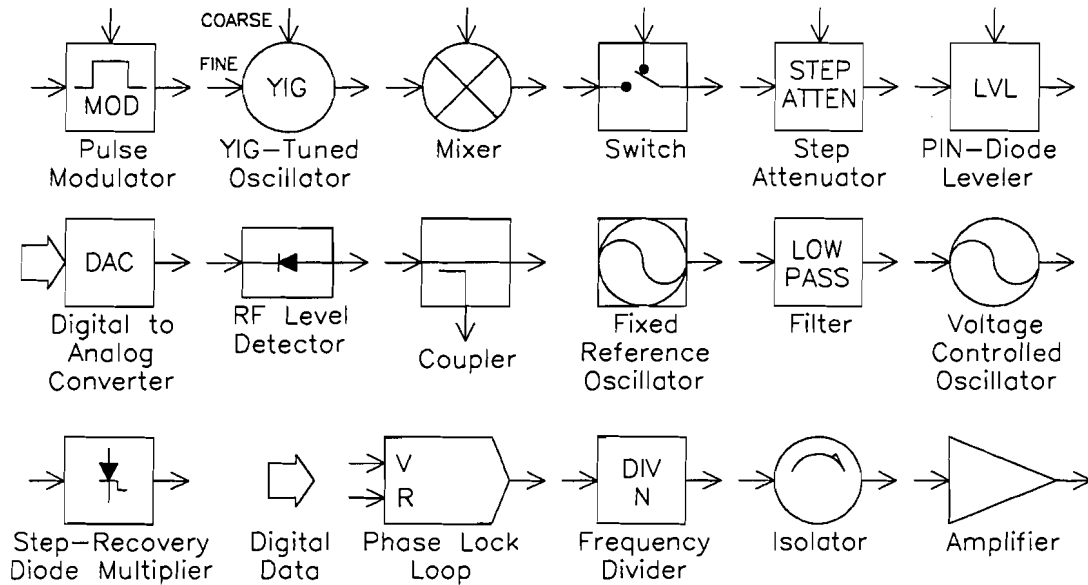 COARSE
FINE
MOD
YIG
STEP
ATTEN
LVL
Pulse
Modulator
YIG-Tuned
Oscillator
Mixer
Switch
Step
Attenuator
PIN-Diode
Leveler
DAC
LOW
PASS
Digital to
Analog
Converter
RF Level
Detector
Coupler
Fixed
Reference
Oscillator
Filter
Voltage
Controlled
Oscillator
V
R
DIV
N
Step-Recovery
Diode Multiplier
Digital
Data
Phase Lock
Loop
Frequency
Divider
Isolator
Amplifier